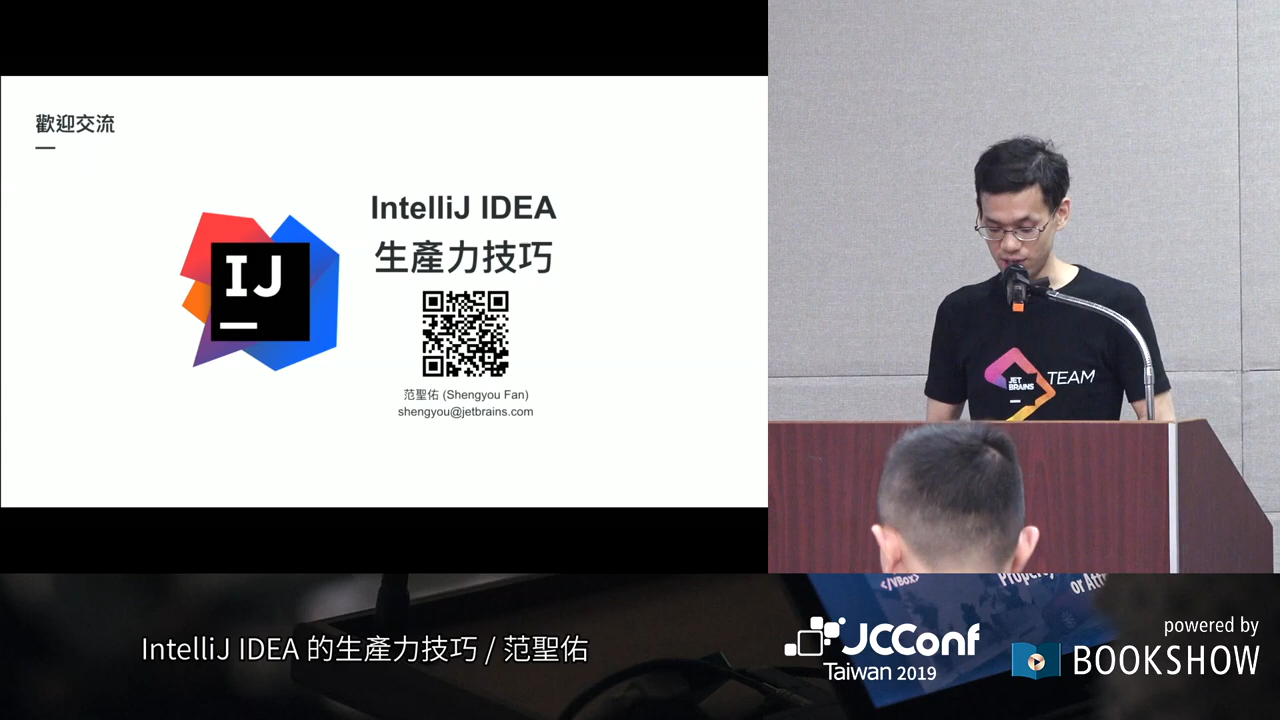 歡迎交流
IntelliJ IDEA
生產力技巧
IJ
范聖佑 (Shengyou Fan)
shengyou@jetbrains.com
JET
BRAINS
TEAM
</VBox>
or Att
IntelliJ IDEA 的生產力技巧 / 范聖佑
JCConf
Taiwan 2019
powered by
BOOKSHOW